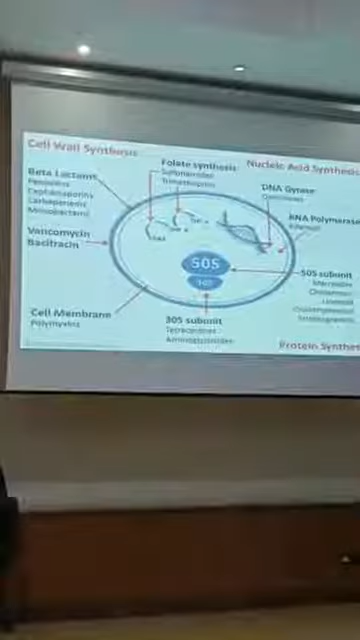 Cell Wall Synthesis
Folate synthesis
Nucleic Acid Synthesis
Beta Lactams
Penicillins
Cephalosporins
Carbapenems
Monobactams
Sulfonamides
Trimethoprim
DNA Gyrase
Quinolones
RNA Polymerase
Rifampin
Vancomycin
Bacitracin
50S
30S
50S subunit
Macrolides
Clindamycin
Linezolid
Chloramphenicol
Streptogramins
Cell Membrane
Polymyxins
30S subunit
Tetracyclines
Aminoglycosides
Protein Synthes